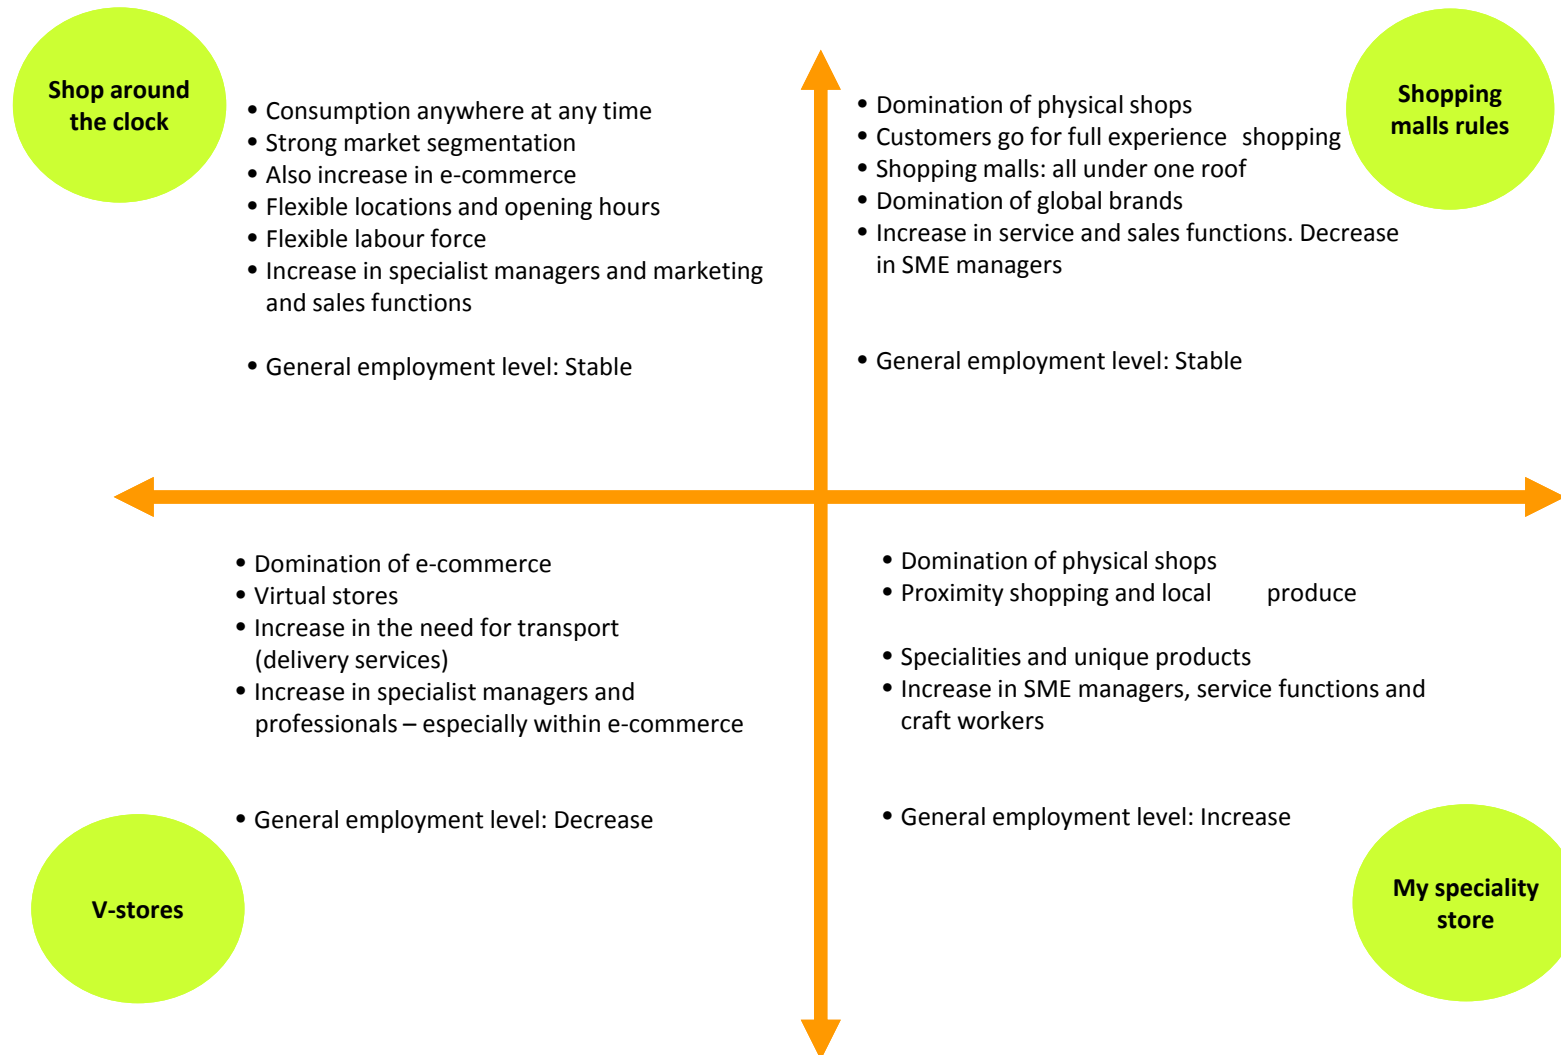 Shop around
the clock
• Consumption anywhere at any time
• Strong market segmentation
• Also increase in e-commerce
• Flexible locations and opening hours
• Flexible labour force
• Increase in specialist managers and marketing
and sales functions
• General employment level: Stable
• Domination of physical shops
• Customers go for full experience shopping
• Shopping malls: all under one roof
• Domination of global brands
• Increase in service and sales functions. Decrease
in SME managers
• General employment level: Stable
Shopping
malls rules
• Domination of e-commerce
• Virtual stores
• Increase in the need for transport
(delivery services)
• Increase in specialist managers and
professionals – especially within e-commerce
• General employment level: Decrease
V-stores
• Domination of physical shops
• Proximity shopping and local produce
• Specialities and unique products
• Increase in SME managers, service functions and
craft workers
• General employment level: Increase
My speciality
store